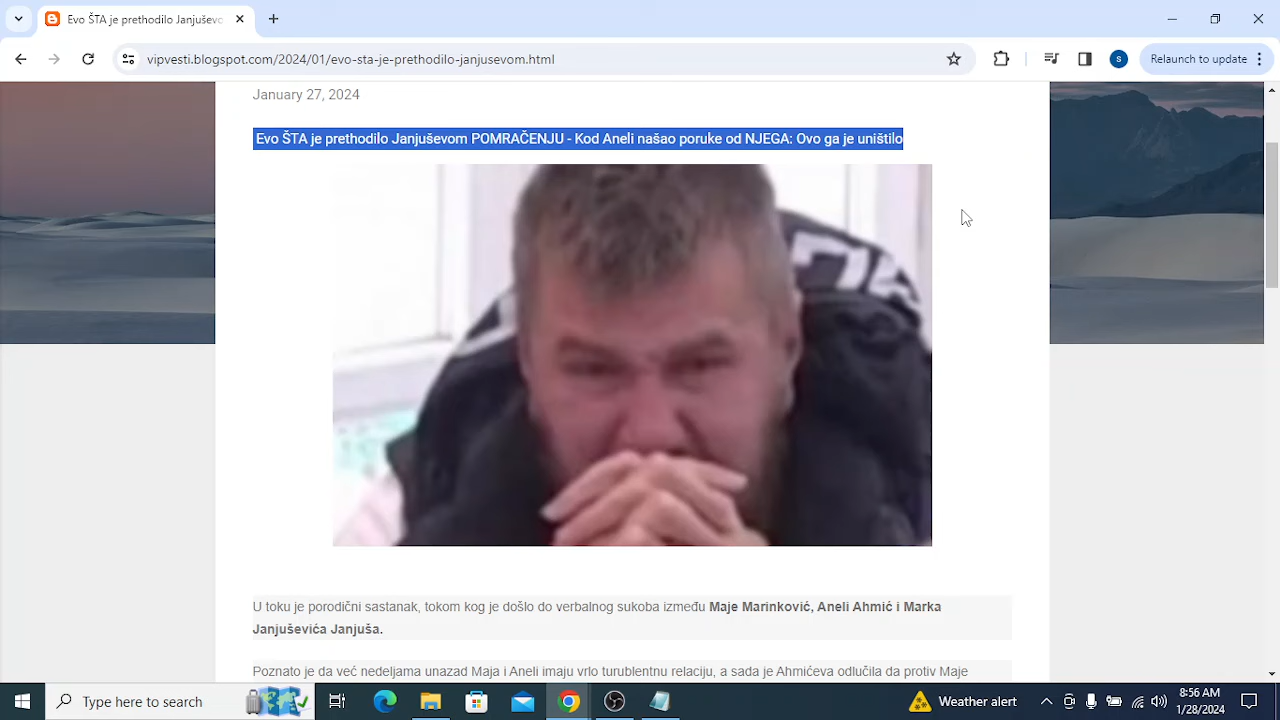 Evo ŠTA je prethodilo Janjuševo
vipvesti.blogspot.com/2024/01/evo-sta-je-prethodilo-janjusevom.html
S
Relaunch to update
January 27, 2024
Evo ŠTA je prethodilo Janjuševom POMRAČENJU - Kod Aneli našao poruke od NJEGA: Ovo ga je uništilo
U toku je porodični sastanak, tokom kog je došlo do verbalnog sukoba između Maje Marinković, Aneli Ahmić i Marka
Janjuševića Janjuša.
Poznato je da već nedeljama unazad Maja i Aneli imaju vrlo turublentnu relaciju, a sada je Ahmićeva odlučila da protiv Maje
Type here to search
Weather alert
8:56 AM
1/28/2024